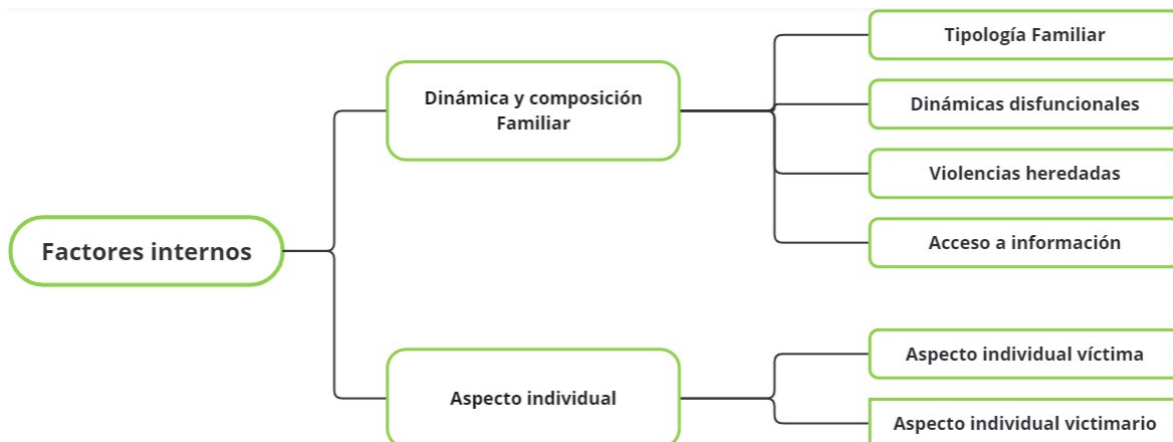 Factores internos
Dinámica y composición
Familiar
Tipología Familiar
Dinámicas disfuncionales
Violencias heredadas
Acceso a información
Aspecto individual
Aspecto individual víctima
Aspecto individual victimario